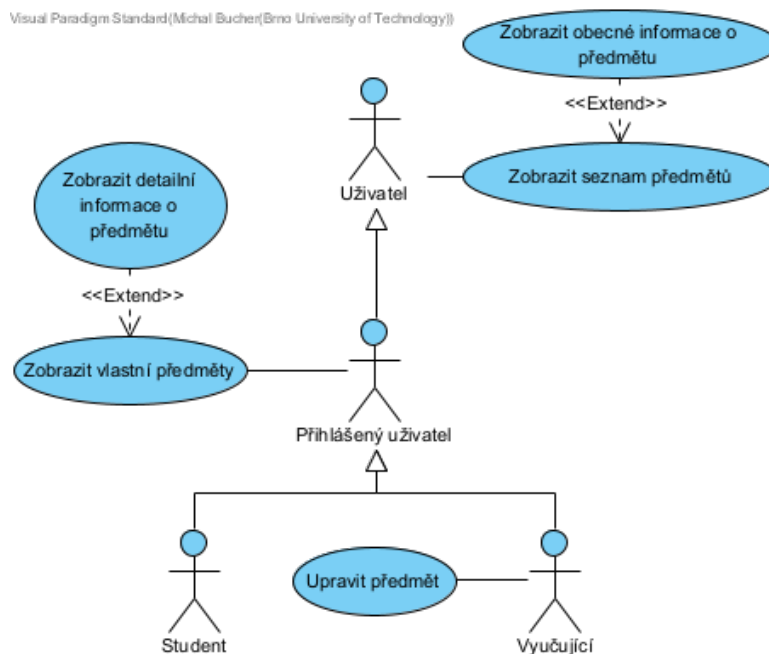 Visual Paradigm Standard(Michal Bucher(Brno University of Technology))
Zobrazit obecné informace o
předmětu
<<Extend>>
Zobrazit seznam předmětů
Uživatel
Zobrazit detailní
informace o
předmětu
<<Extend>>
Zobrazit vlastní předměty
Přihlášený uživatel
Upravit předmět
Student
Vyučující